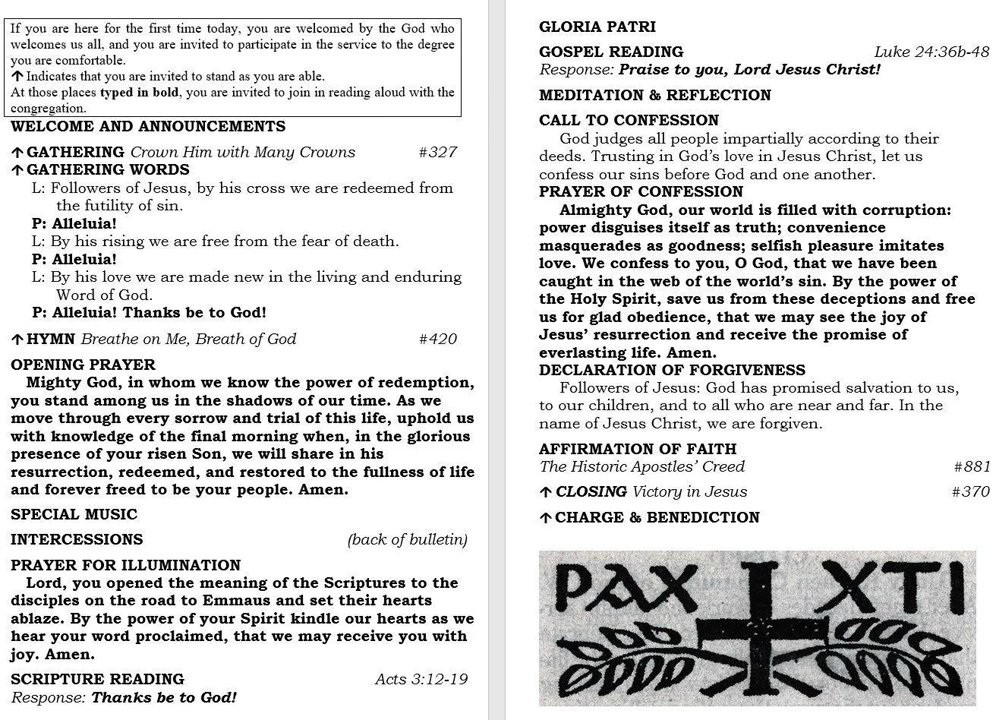 If you are here for the first time today, you are welcomed by the God who
welcomes us all, and you are invited to participate in the service to the degree
you are comfortable.
↑ Indicates that you are invited to stand as you are able.
At those places typed in bold, you are invited to join in reading aloud with the
congregation.
WELCOME AND ANNOUNCEMENTS
↑ GATHERING Crown Him with Many Crowns #327
↑ GATHERING WORDS
L: Followers of Jesus, by his cross we are redeemed from
the futility of sin.
P: Alleluia!
L: By his rising we are free from the fear of death.
P: Alleluia!
L: By his love we are made new in the living and enduring
Word of God.
P: Alleluia! Thanks be to God!
↑ HYMN Breathe on Me, Breath of God #420
OPENING PRAYER
Mighty God, in whom we know the power of redemption,
you stand among us in the shadows of our time. As we
move through every sorrow and trial of this life, uphold us
with knowledge of the final morning when, in the glorious
presence of your risen Son, we will share in his
resurrection, redeemed, and restored to the fullness of life
and forever freed to be your people. Amen.
SPECIAL MUSIC
INTERCESSIONS (back of bulletin)
PRAYER FOR ILLUMINATION
Lord, you opened the meaning of the Scriptures to the
disciples on the road to Emmaus and set their hearts
ablaze. By the power of your Spirit kindle our hearts as we
hear your word proclaimed, that we may receive you with
joy. Amen.
SCRIPTURE READING Acts 3:12-19
Response: Thanks be to God!
GLORIA PATRI
GOSPEL READING Luke 24:36b-48
Response: Praise to you, Lord Jesus Christ!
MEDITATION & REFLECTION
CALL TO CONFESSION
God judges all people impartially according to their
deeds. Trusting in God's love in Jesus Christ, let us
confess our sins before God and one another.
PRAYER OF CONFESSION
Almighty God, our world is filled with corruption:
power disguises itself as truth; convenience
masquerades as goodness; selfish pleasure imitates
love. We confess to you, O God, that we have been
caught in the web of the world's sin. By the power of
the Holy Spirit, save us from these deceptions and free
us for glad obedience, that we may see the joy of
Jesus' resurrection and receive the promise of
everlasting life. Amen.
DECLARATION OF FORGIVENESS
Followers of Jesus: God has promised salvation to us,
to our children, and to all who are near and far. In the
name of Jesus Christ, we are forgiven.
AFFIRMATION OF FAITH
The Historic Apostles' Creed #881
↑ CLOSING Victory in Jesus #370
↑ CHARGE & BENEDICTION
PAX XTI